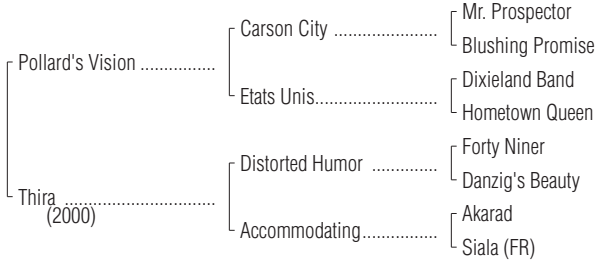 Mr. Prospector
Carson City ....................
Blushing Promise
Pollard's Vision ...............
Dixieland Band
Etats Unis.......................
Hometown Queen
Forty Niner
Distorted Humor .............
Danzig's Beauty
Thira ..............................
(2000)
Akarad
Accommodating...............
Siala (FR)